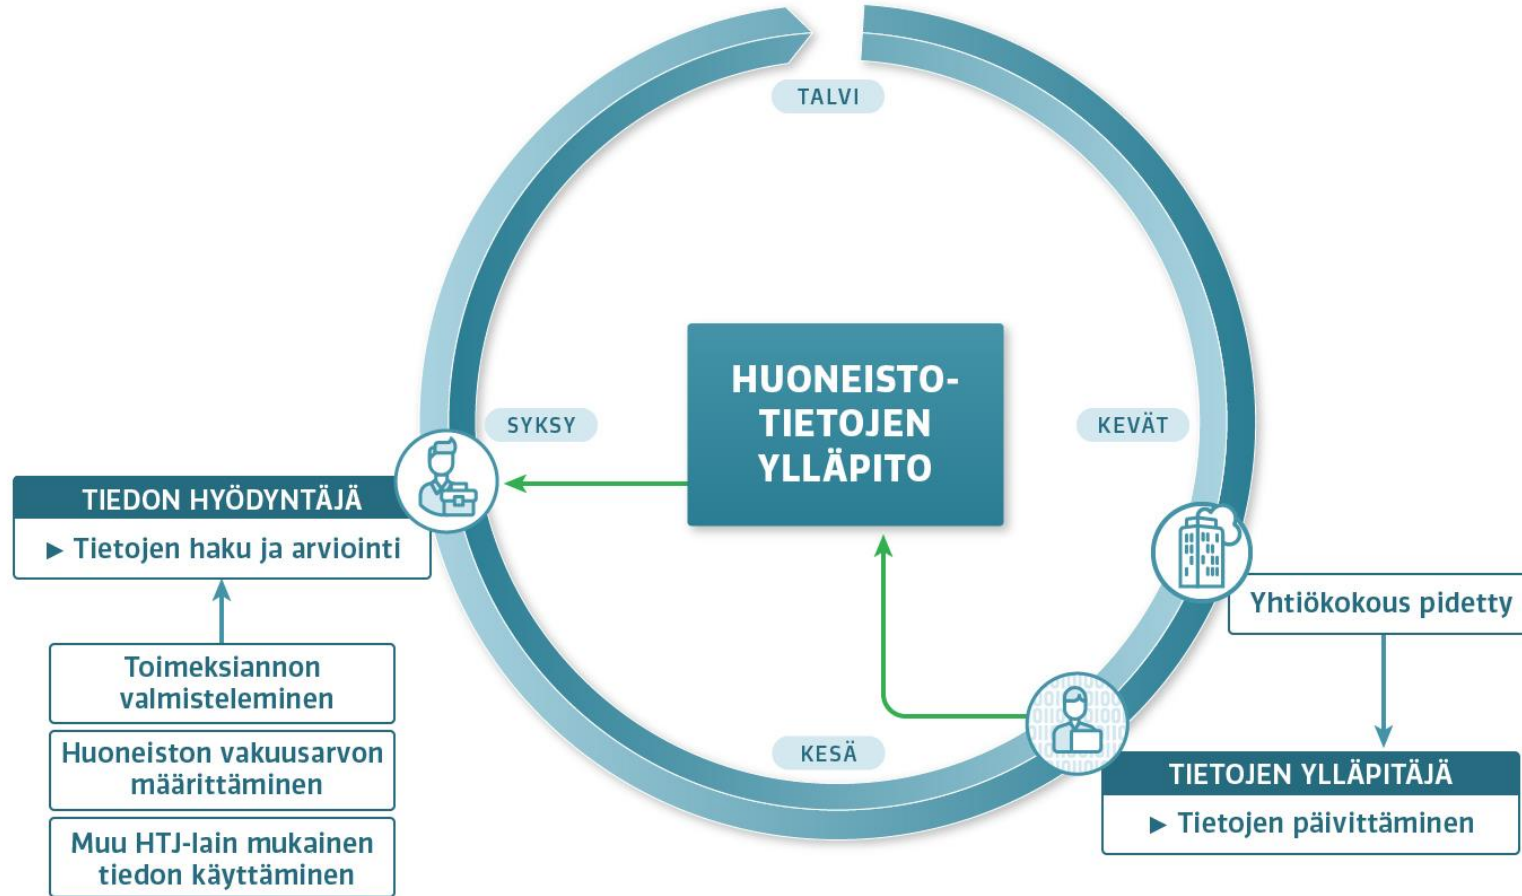 TALVI
HUONEISTO-
TIETOJEN
YLLÄPITO
SYKSY
KEVÄT
TIEDON HYÖDYNTÄJÄ
► Tietojen haku ja arviointi
Yhtiökokous pidetty
Toimeksiannon
valmisteleminen
Huoneiston vakuusarvon
määrittäminen
Muu HTJ-lain mukainen
tiedon käyttäminen
KESÄ
TIETOJEN YLLÄPITÄJÄ
► Tietojen päivittäminen